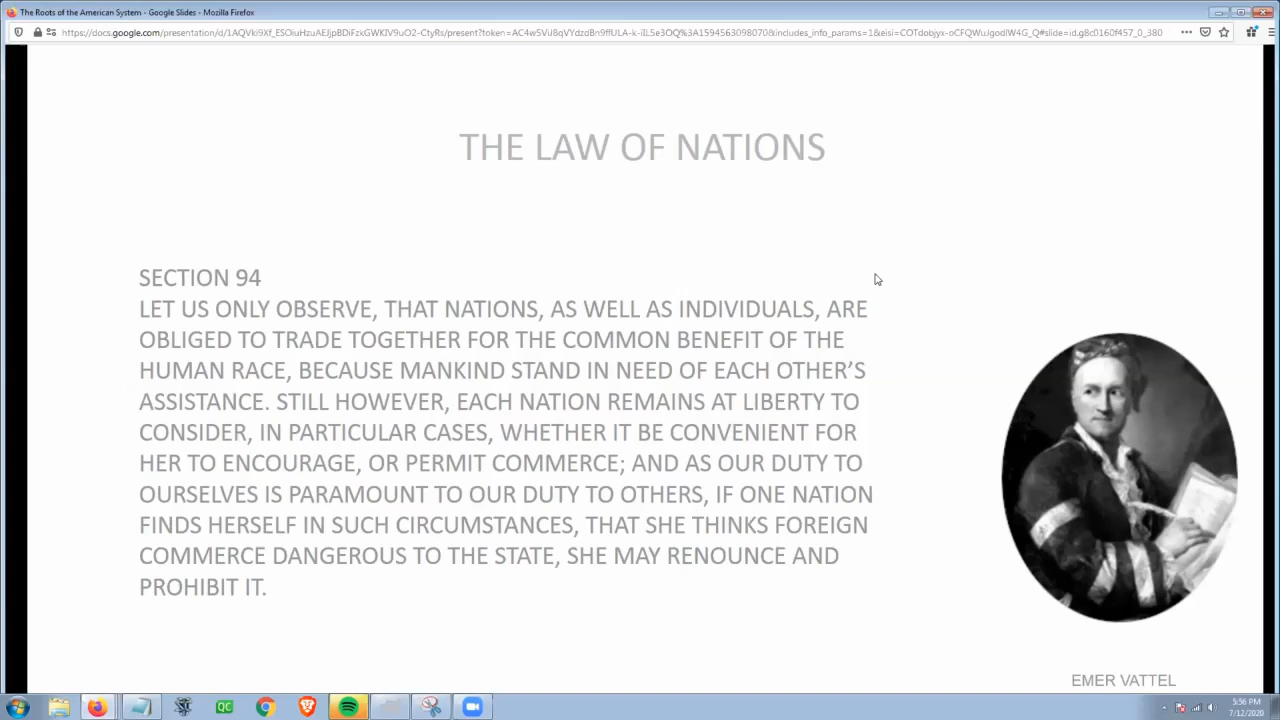 The Roots of the American System - Google Slides - Mozilla Firefox
THE LAW OF NATIONS
SECTION 94
LET US ONLY OBSERVE, THAT NATIONS, AS WELL AS INDIVIDUALS, ARE
OBLIGED TO TRADE TOGETHER FOR THE COMMON BENEFIT OF THE
HUMAN RACE, BECAUSE MANKIND STAND IN NEED OF EACH OTHER'S
ASSISTANCE. STILL HOWEVER, EACH NATION REMAINS AT LIBERTY TO
CONSIDER, IN PARTICULAR CASES, WHETHER IT BE CONVENIENT FOR
HER TO ENCOURAGE, OR PERMIT COMMERCE; AND AS OUR DUTY TO
OURSELVES IS PARAMOUNT TO OUR DUTY TO OTHERS, IF ONE NATION
FINDS HERSELF IN SUCH CIRCUMSTANCES, THAT SHE THINKS FOREIGN
COMMERCE DANGEROUS TO THE STATE, SHE MAY RENOUNCE AND
PROHIBIT IT.
EMER VATTEL
QC
5:56 PM
7/12/2020